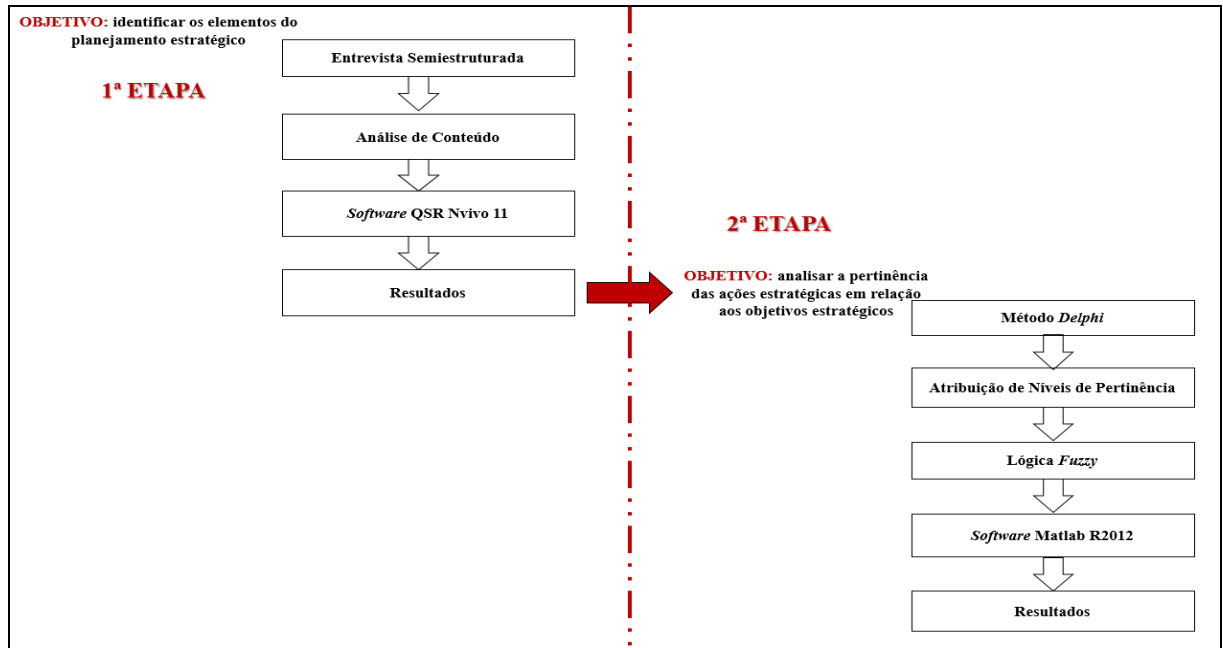 OBJETIVO: identificar os elementos do
planejamento estratégico
1ª ETAPA
Entrevista Semiestruturada
Análise de Conteúdo
Software QSR Nvivo 11
Resultados
2ª ETAPA
OBJETIVO: analisar a pertinência
das ações estratégicas em relação
aos objetivos estratégicos
Método Delphi
Atribuição de Níveis de Pertinência
Lógica Fuzzy
Software Matlab R2012
Resultados